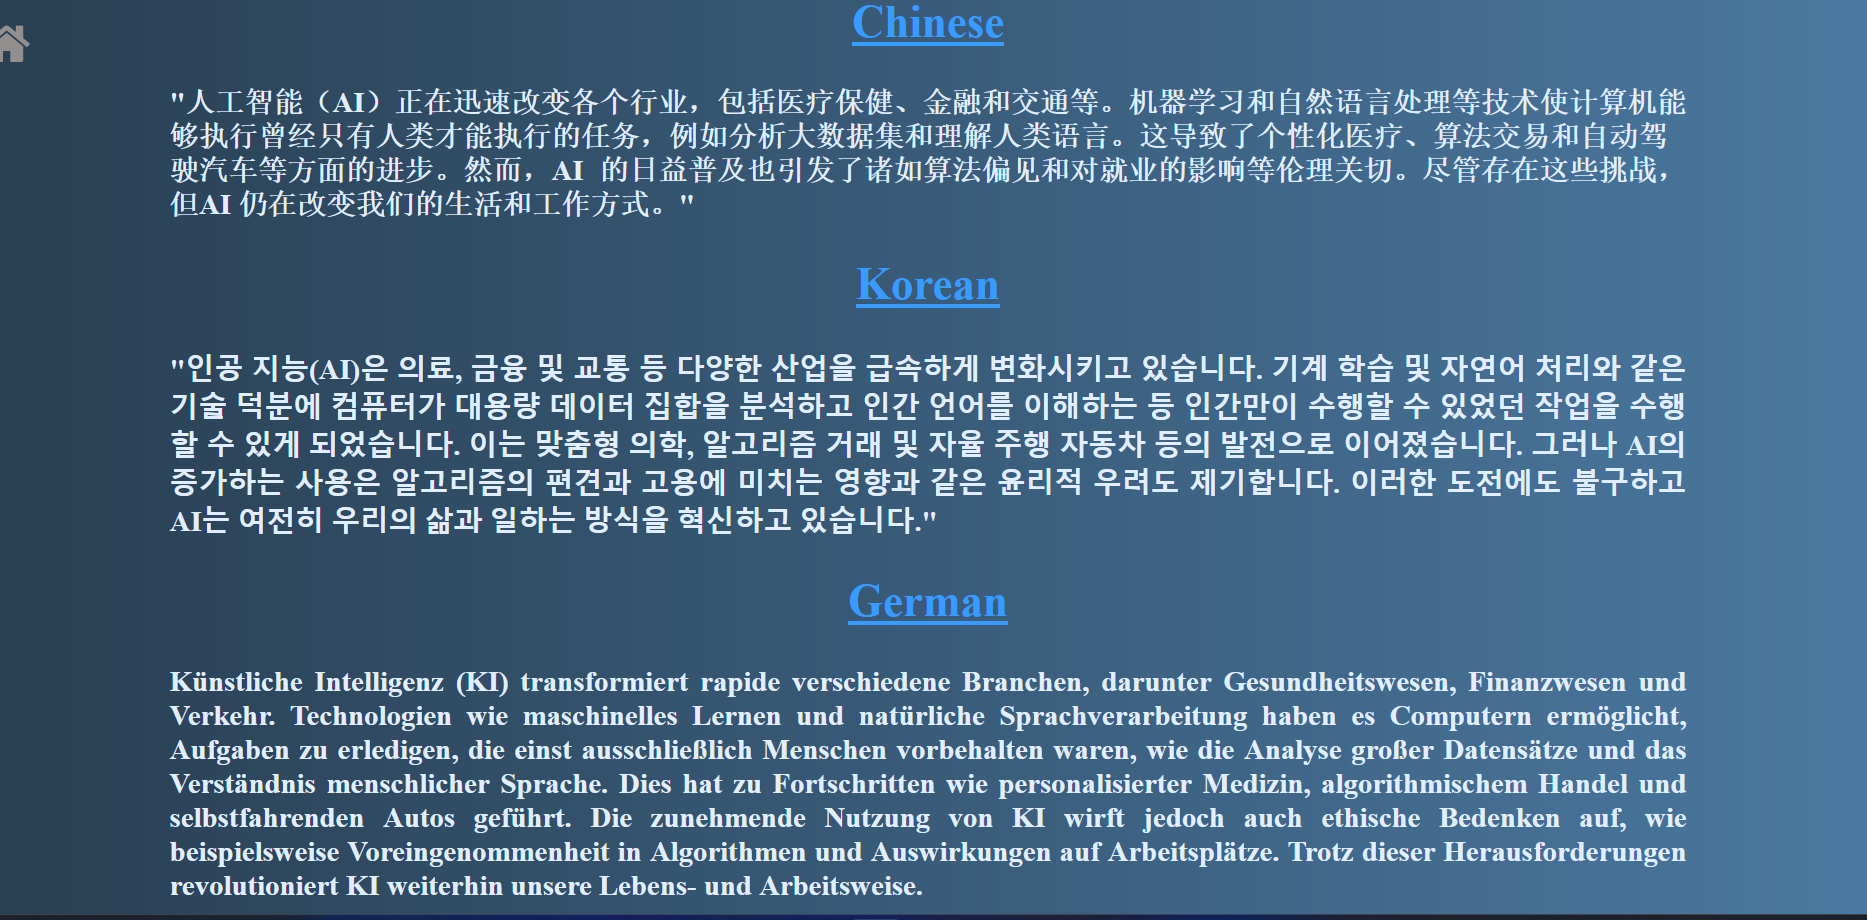 Chinese
"人工智能（AI）正在迅速改变各个行业，包括医疗保健、金融和交通等。机器学习和自然语言处理等技术使计算机能
够执行曾经只有人类才能执行的任务，例如分析大数据集和理解人类语言。这导致了个性化医疗、算法交易和自动驾
驶汽车等方面的进步。然而，AI 的日益普及也引发了诸如算法偏见和对就业的影响等伦理关切。尽管存在这些挑战，
但AI 仍在改变我们的生活和工作方式。"
Korean
"인공 지능(AI)은 의료, 금융 및 교통 등 다양한 산업을 급속하게 변화시키고 있습니다. 기계 학습 및 자연어 처리와 같은
기술 덕분에 컴퓨터가 대용량 데이터 집합을 분석하고 인간 언어를 이해하는 등 인간만이 수행할 수 있었던 작업을 수행
할 수 있게 되었습니다. 이는 맞춤형 의학, 알고리즘 거래 및 자율 주행 자동차 등의 발전으로 이어졌습니다. 그러나 AI의
증가하는 사용은 알고리즘의 편견과 고용에 미치는 영향과 같은 윤리적 우려도 제기합니다. 이러한 도전에도 불구하고
AI는 여전히 우리의 삶과 일하는 방식을 혁신하고 있습니다."
German
Künstliche Intelligenz (KI) transformiert rapide verschiedene Branchen, darunter Gesundheitswesen, Finanzwesen und
Verkehr. Technologien wie maschinelles Lernen und natürliche Sprachverarbeitung haben es Computern ermöglicht,
Aufgaben zu erledigen, die einst ausschließlich Menschen vorbehalten waren, wie die Analyse großer Datensätze und das
Verständnis menschlicher Sprache. Dies hat zu Fortschritten wie personalisierter Medizin, algorithmischem Handel und
selbstfahrenden Autos geführt. Die zunehmende Nutzung von KI wirft jedoch auch ethische Bedenken auf, wie
beispielsweise Voreingenommenheit in Algorithmen und Auswirkungen auf Arbeitsplätze. Trotz dieser Herausforderungen
revolutioniert KI weiterhin unsere Lebens- und Arbeitsweise.